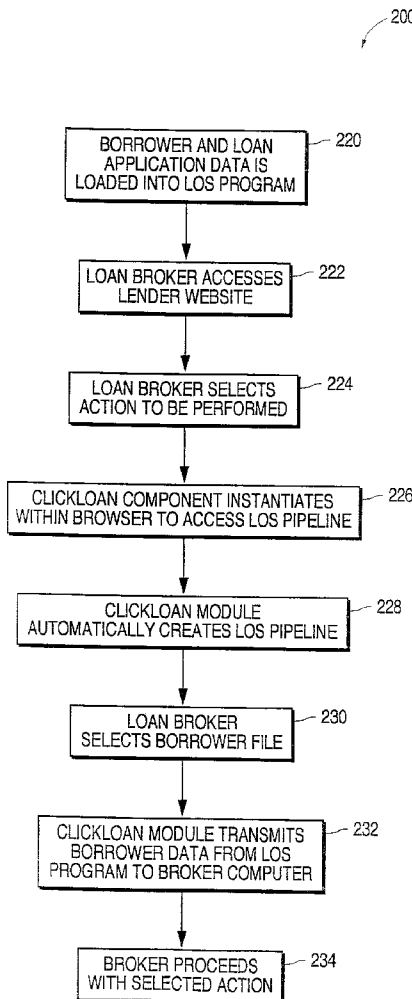 200
BORROWER AND LOAN
APPLICATION DATA IS
LOADED INTO LOS PROGRAM
220
LOAN BROKER ACCESSES
LENDER WEBSITE
222
LOAN BROKER SELECTS
ACTION TO BE PERFORMED
224
CLICKLOAN COMPONENT INSTANTIATES
WITHIN BROWSER TO ACCESS LOS PIPELINE
226
CLICKLOAN MODULE
AUTOMATICALLY CREATES LOS PIPELINE
228
LOAN BROKER
SELECTS BORROWER FILE
230
CLICKLOAN MODULE TRANSMITS
BORROWER DATA FROM LOS
PROGRAM TO BROKER COMPUTER
232
BROKER PROCEEDS
WITH SELECTED ACTION
234